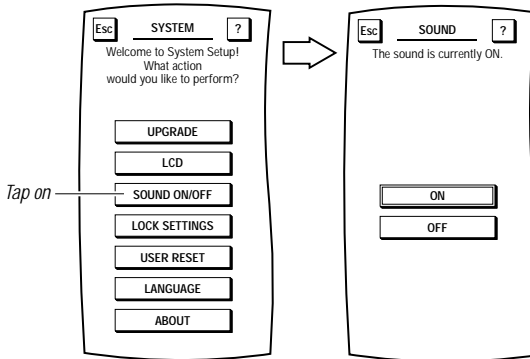 Esc SYSTEM ?
Welcome to System Setup!
What action
would you like to perform?
UPGRADE
LCD
Tap on
SOUND ON/OFF
LOCK SETTINGS
USER RESET
LANGUAGE
ABOUT
Esc SOUND ?
The sound is currently ON.
ON
OFF